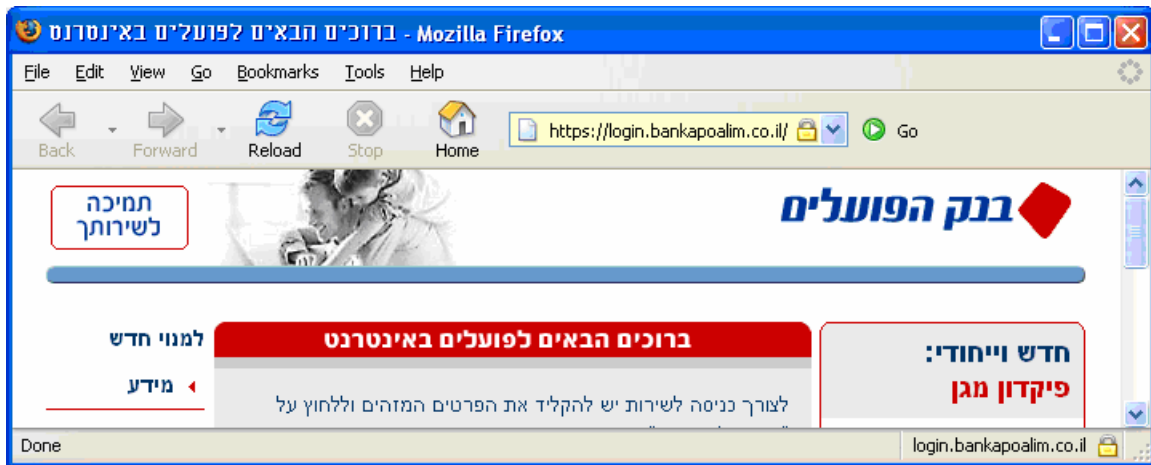 ברוכים הבאים לפועלים באינטרנט - Mozilla Firefox
File Edit View Go Bookmarks Tools Help
Back Forward Reload Stop Home https://login.bankapoalim.co.il/ Go
תמיכה
לשירותך
בנק הפועלים
חדש וייחודי:
פיקדון מגן
ברוכים הבאים לפועלים באינטרנט
לצורך כניסה לשירות יש להקליד את הפרטים המזהים וללחוץ על
למנוי חדש
מידע
Done login.bankapoalim.co.il